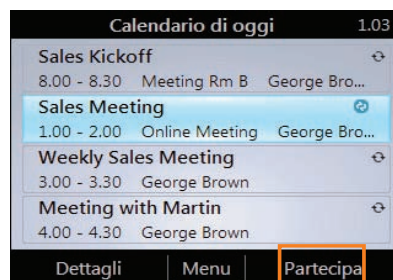 Calendario di oggi 1.03
Sales Kickoff
8.00 - 8.30 Meeting Rm B George Bro...
Sales Meeting
1.00 - 2.00 Online Meeting George Bro...
Weekly Sales Meeting
3.00 - 3.30 George Brown
Meeting with Martin
4.00 - 4.30 George Brown
Dettagli Menu Partecipa